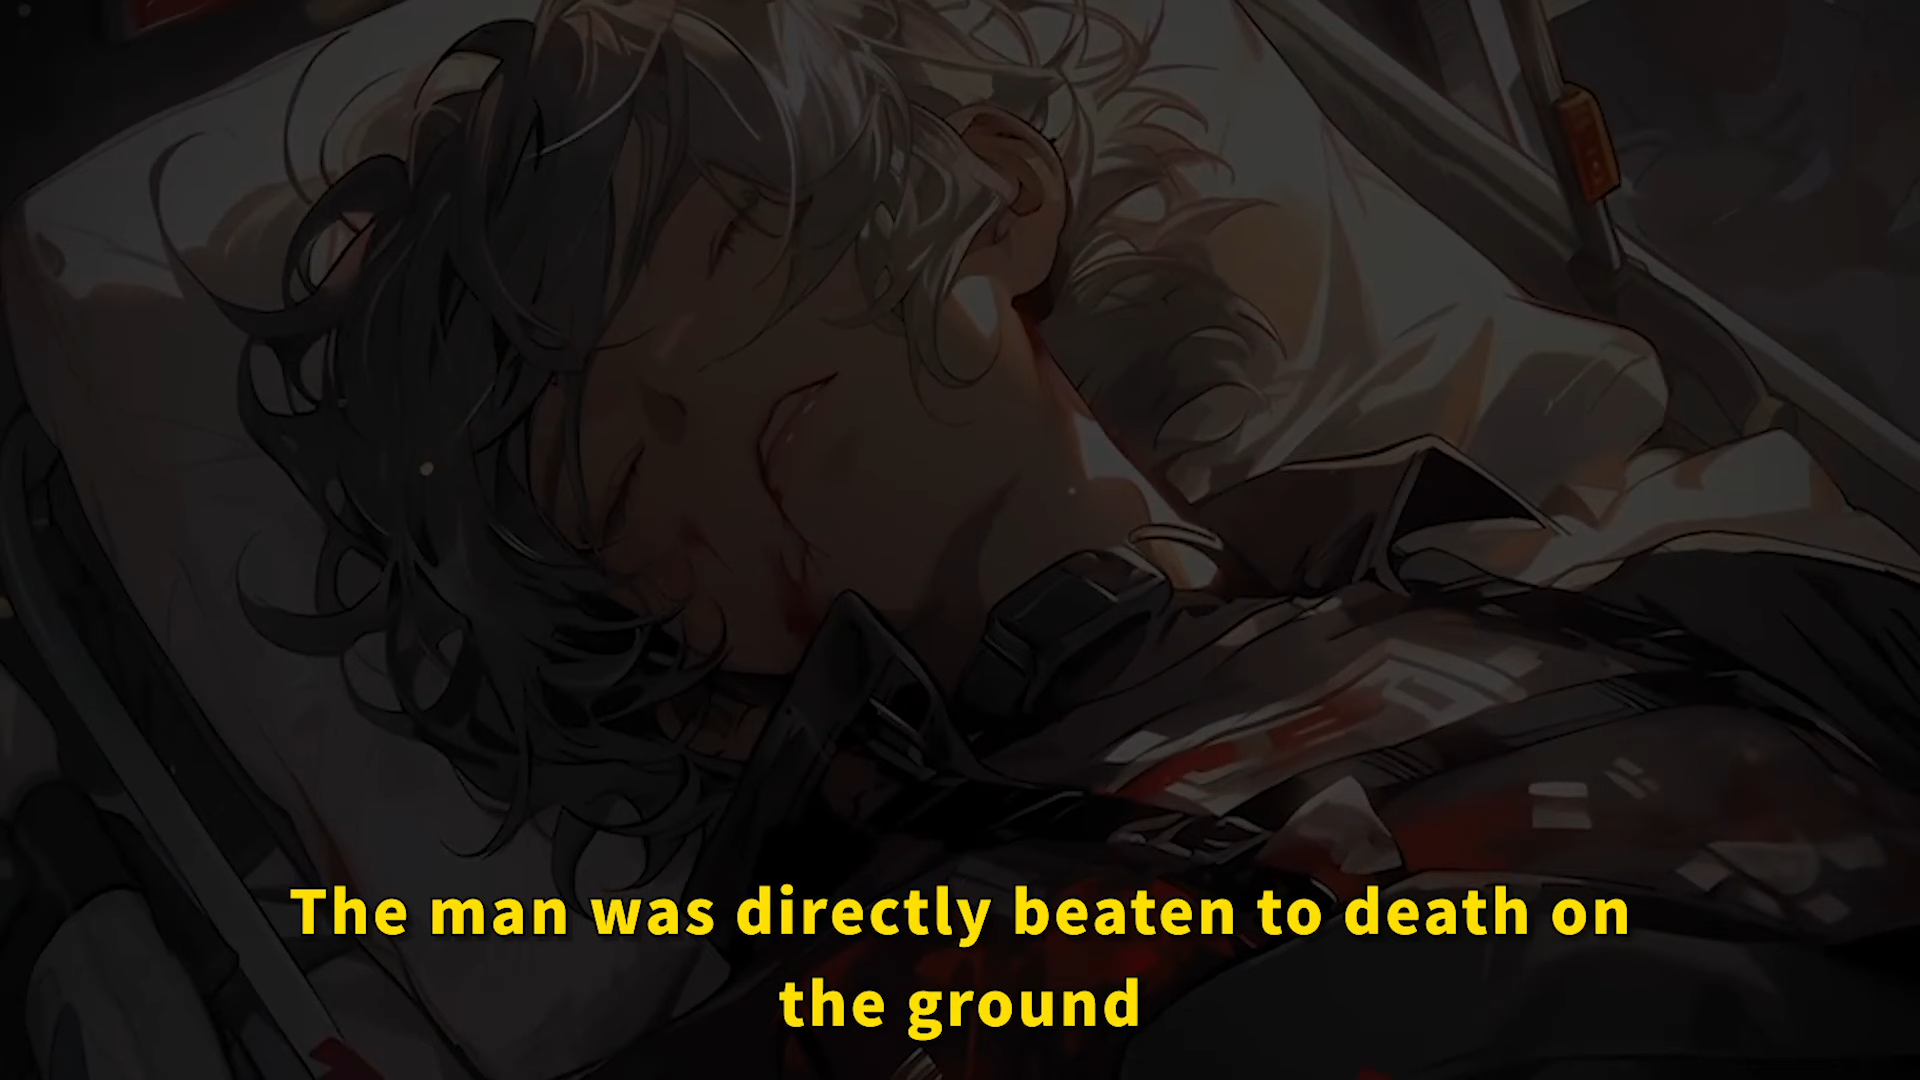 The man was directly beaten to death on
the ground